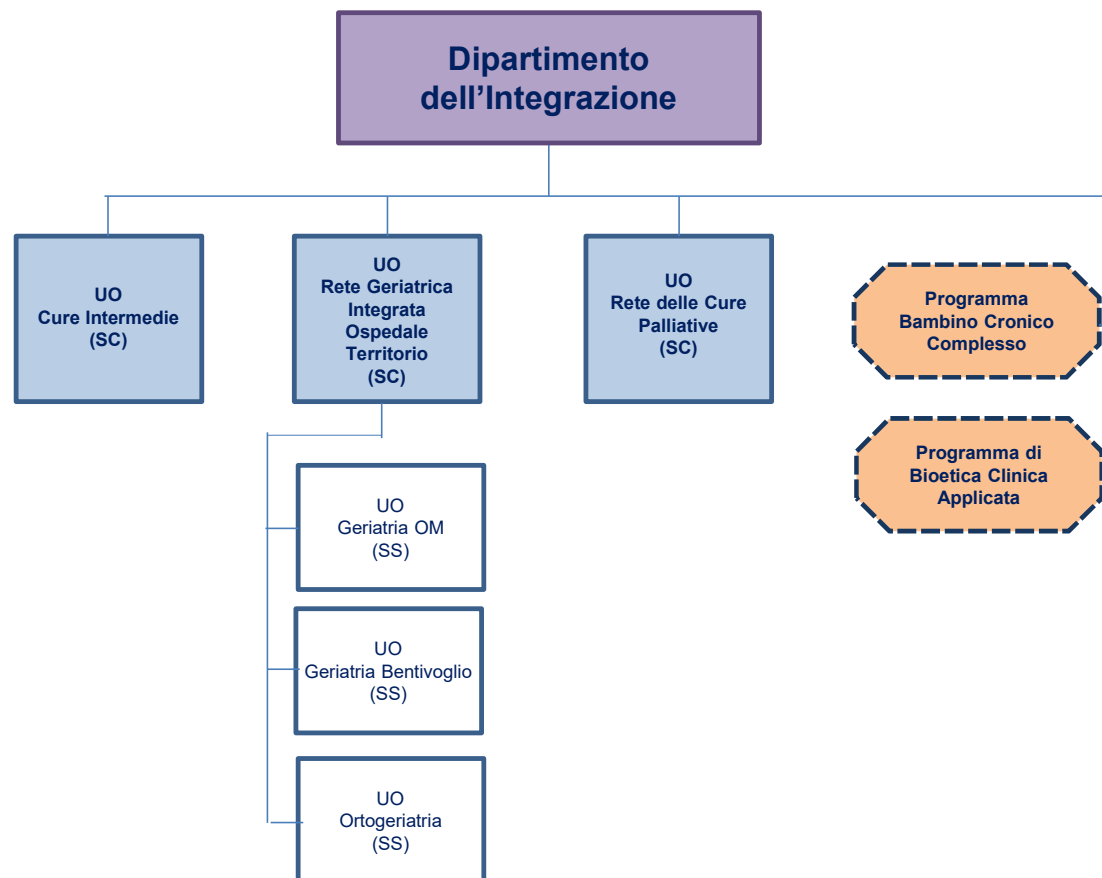 Dipartimento
dell’Integrazione
UO
Cure Intermedie
(SC)
UO
Rete Geriatrica
Integrata
Ospedale
Territorio
(SC)
UO
Rete delle Cure
Palliative
(SC)
Programma
Bambino Cronico
Complesso
Programma di
Bioetica Clinica
Applicata
UO
Geriatria OM
(SS)
UO
Geriatria Bentivoglio
(SS)
UO
Ortogeriatria
(SS)